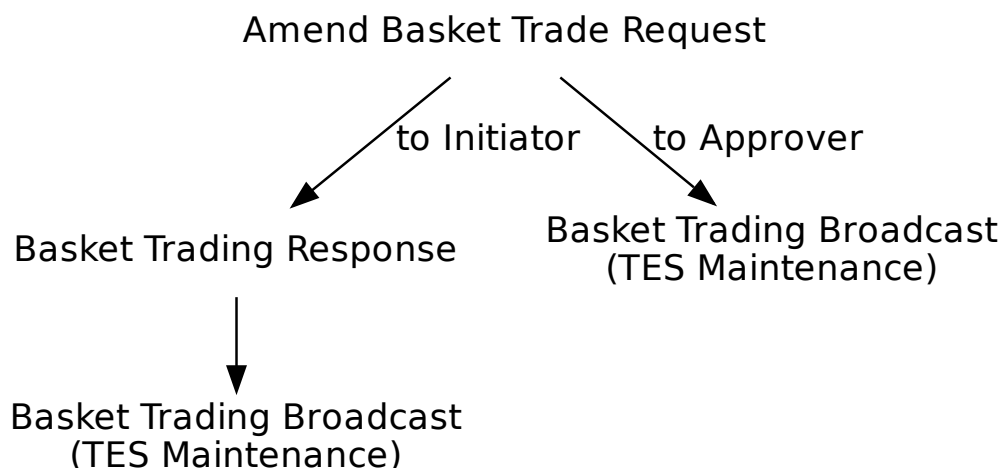 Amend Basket Trade Request
to Initiator
to Approver
Basket Trading Response
Basket Trading Broadcast
(TES Maintenance)
Basket Trading Broadcast
(TES Maintenance)